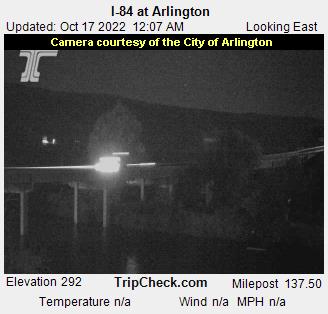 I-84 at Arlington
Updated: Oct 17 2022 12:07 AM Looking East
Camera courtesy of the City of Arlington
Elevation 292 TripCheck.com Milepost 137.50
Temperature n/a Wind n/a MPH n/a